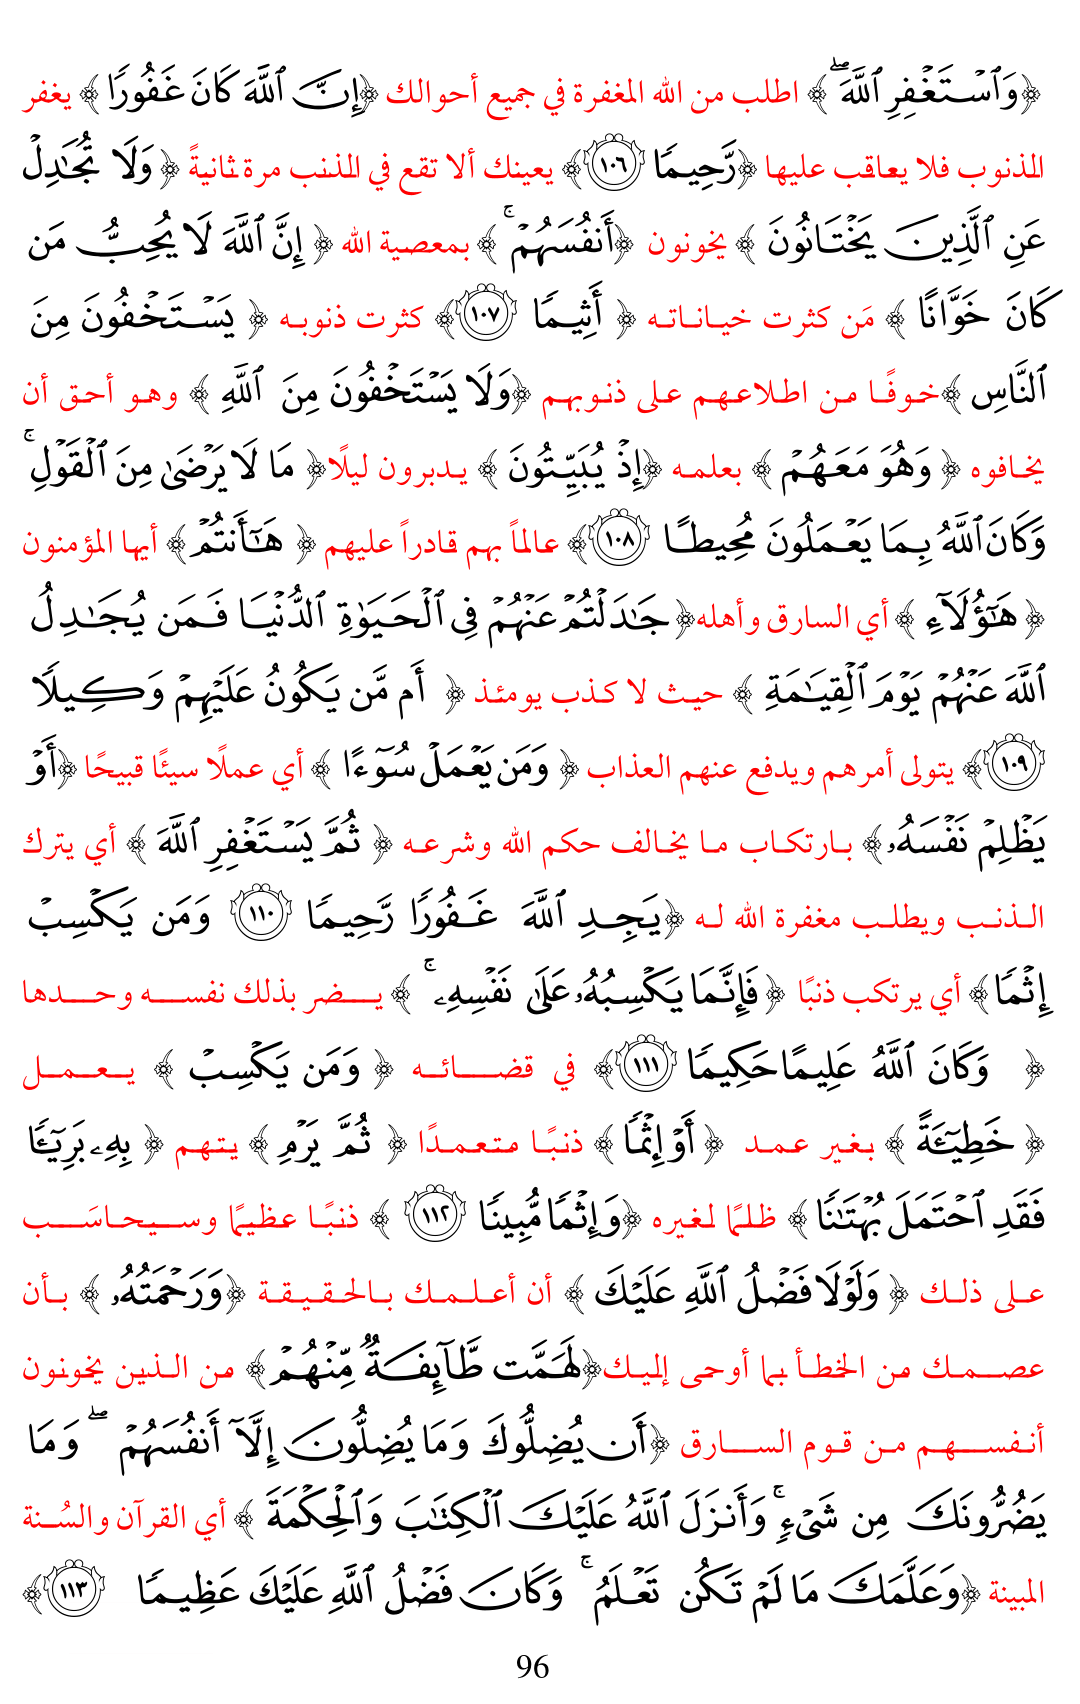 ﴿وَٱسۡتَغۡفِرِ ٱللَّهَۖ﴾ اطلب من الله المغفرة في جميع أحوالك ﴿إِنَّ ٱللَّهَ كَانَ غَفُورٗا﴾ يغفر
الذنوب فلا يعاقب عليها ﴿رَّحِيمٗا ١٠٦﴾ يعينك ألا تقع في الذنب مرة ثانيةً ﴿وَلَا تُجَٰدِلۡ
عَنِ ٱلَّذِينَ يَخۡتَانُونَ﴾ يخونون ﴿أَنفُسَهُمۡۚ﴾ بمعصية الله ﴿إِنَّ ٱللَّهَ لَا يُحِبُّ مَن
كَانَ خَوَّانٗا﴾ مَن كثرت خياناته ﴿أَثِيمٗا ١٠٧﴾ كثرت ذنوبه ﴿يَسۡتَخۡفُونَ مِنَ
ٱلنَّاسِ﴾ خوفًا من اطلاعهم على ذنوبهم ﴿وَلَا يَسۡتَخۡفُونَ مِنَ ٱللَّهِ﴾ وهو أحق أن
يخافوه ﴿وَهُوَ مَعَهُمۡ﴾ بعلمه ﴿إِذۡ يُبَيِّتُونَ﴾ يدبرون ليلًا ﴿مَا لَا يَرۡضَىٰ مِنَ ٱلۡقَوۡلِۚ
وَكَانَ ٱللَّهُ بِمَا يَعۡمَلُونَ مُحِيطًا ١٠٨﴾ عالماً بهم قادراً عليهم ﴿هَٰٓأَنتُمۡ﴾ أيها المؤمنون
﴿هَٰٓؤُلَآءِ﴾ أي السارق وأهله ﴿جَٰدَلۡتُمۡ عَنۡهُمۡ فِي ٱلۡحَيَوٰةِ ٱلدُّنۡيَا فَمَن يُجَٰدِلُ
ٱللَّهَ عَنۡهُمۡ يَوۡمَ ٱلۡقِيَٰمَةِ﴾ حيث لا كذب يومئذ ﴿أَم مَّن يَكُونُ عَلَيۡهِمۡ وَكِيلٗا
١٠٩﴾ يتولى أمرهم ويدفع عنهم العذاب ﴿وَمَن يَعۡمَلۡ سُوٓءًا﴾ أي عملًا سيئًا قبيحًا ﴿أَوۡ
يَظۡلِمۡ نَفۡسَهُۥ﴾ بارتكاب ما يخالف حكم الله وشرعه ﴿ثُمَّ يَسۡتَغۡفِرِ ٱللَّهَ﴾ أي يترك
الذنب ويطلب مغفرة الله له ﴿يَجِدِ ٱللَّهَ غَفُورٗا رَّحِيمٗا ١١٠ وَمَن يَكۡسِبۡ
إِثۡمٗا﴾ أي يرتكب ذنبًا ﴿فَإِنَّمَا يَكۡسِبُهُۥ عَلَىٰ نَفۡسِهِۦۚ﴾ يضر بذلك نفسه وحدها
﴿وَكَانَ ٱللَّهُ عَلِيمًا حَكِيمٗا ١١١﴾ في قضائه ﴿وَمَن يَكۡسِبۡ﴾ يعمل
﴿خَطِيٓـَٔةً﴾ بغير عمد ﴿أَوۡ إِثۡمٗا﴾ ذنبًا متعمدًا ﴿ثُمَّ يَرۡمِ﴾ يتهم ﴿بِهِۦ بَرِيٓـٔٗا
فَقَدِ ٱحۡتَمَلَ بُهۡتَٰنٗا﴾ ظلمًا لغيره ﴿وَإِثۡمٗا مُّبِينٗا ١١٢﴾ ذنبًا عظيمًا وسيحاسَب
على ذلك ﴿وَلَوۡلَا فَضۡلُ ٱللَّهِ عَلَيۡكَ﴾ أن أعلمك بالحقيقة ﴿وَرَحۡمَتُهُۥ﴾ بأن
عصمك من الخطأ بما أوحى إليك ﴿لَهَمَّت طَّآئِفَةٞ مِّنۡهُمۡ﴾ من الذين يخونون
أنفسهم من قوم السارق ﴿أَن يُضِلُّوكَ وَمَا يُضِلُّونَ إِلَّآ أَنفُسَهُمۡۖ وَمَا
يَضُرُّونَكَ مِن شَيۡءٖۚ وَأَنزَلَ ٱللَّهُ عَلَيۡكَ ٱلۡكِتَٰبَ وَٱلۡحِكۡمَةَ﴾ أي القرآن والسُنة
المبينة ﴿وَعَلَّمَكَ مَا لَمۡ تَكُن تَعۡلَمُۚ وَكَانَ فَضۡلُ ٱللَّهِ عَلَيۡكَ عَظِيمٗا ١١٣﴾
96